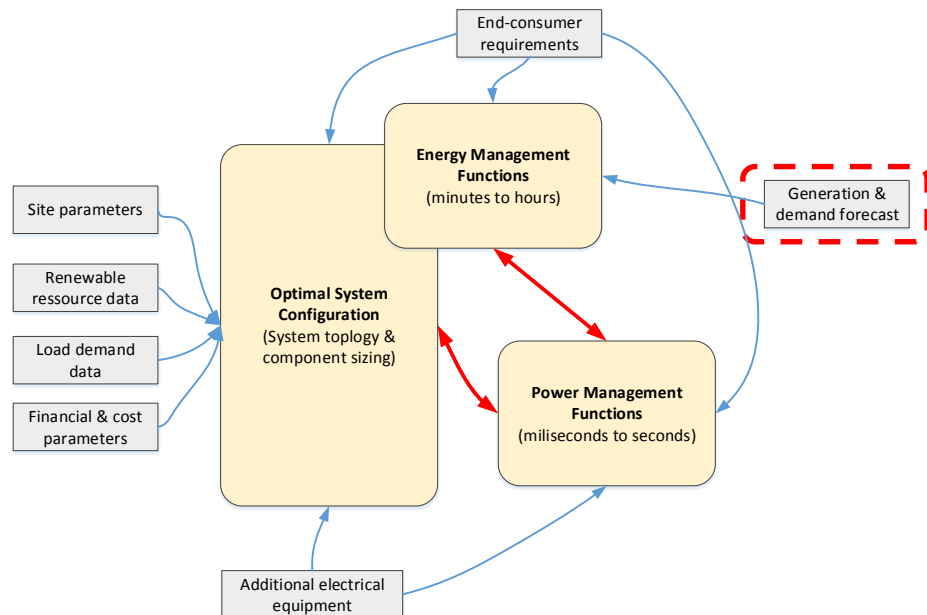 End-consumer
requirements
Energy Management
Functions
(minutes to hours)
Generation &
demand forecast
Site parameters
Renewable
ressource data
Load demand
data
Financial & cost
parameters
Optimal System
Configuration
(System toplogy &
component sizing)
Power Management
Functions
(miliseconds to seconds)
Additional electrical
equipment